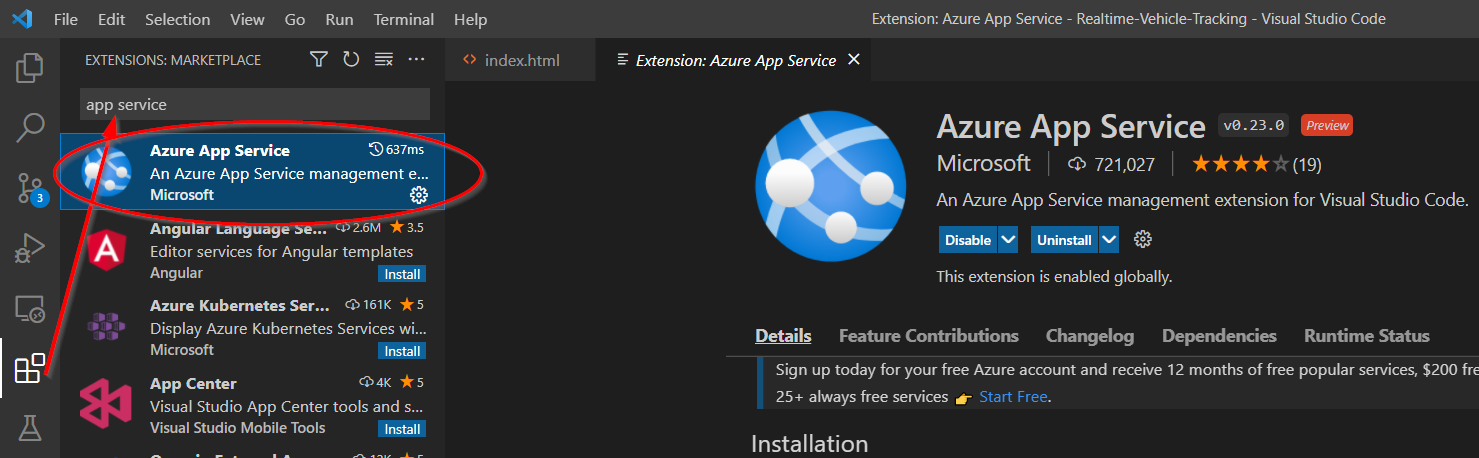 File Edit Selection View Go Run Terminal Help
Extension: Azure App Service - Realtime-Vehicle-Tracking - Visual Studio Code
EXTENSIONS: MARKETPLACE
app service
Azure App Service 637ms
An Azure App Service management e...
Microsoft
Angular Language Se... 2.6M 3.5
Editor services for Angular templates
Angular Install
Azure Kubernetes Ser... 161K 5
Display Azure Kubernetes Services wi...
Microsoft Install
App Center 4K 5
Visual Studio App Center tools and s...
Visual Studio Mobile Tools Install
3
index.html
Extension: Azure App Service
Azure App Service v0.23.0 Preview
Microsoft 721,027 (19)
An Azure App Service management extension for Visual Studio Code.
Disable Uninstall
This extension is enabled globally.
Details Feature Contributions Changelog Dependencies Runtime Status
Sign up today for your free Azure account and receive 12 months of free popular services, $200 fre
25+ always free services 👉 Start Free.
Installation